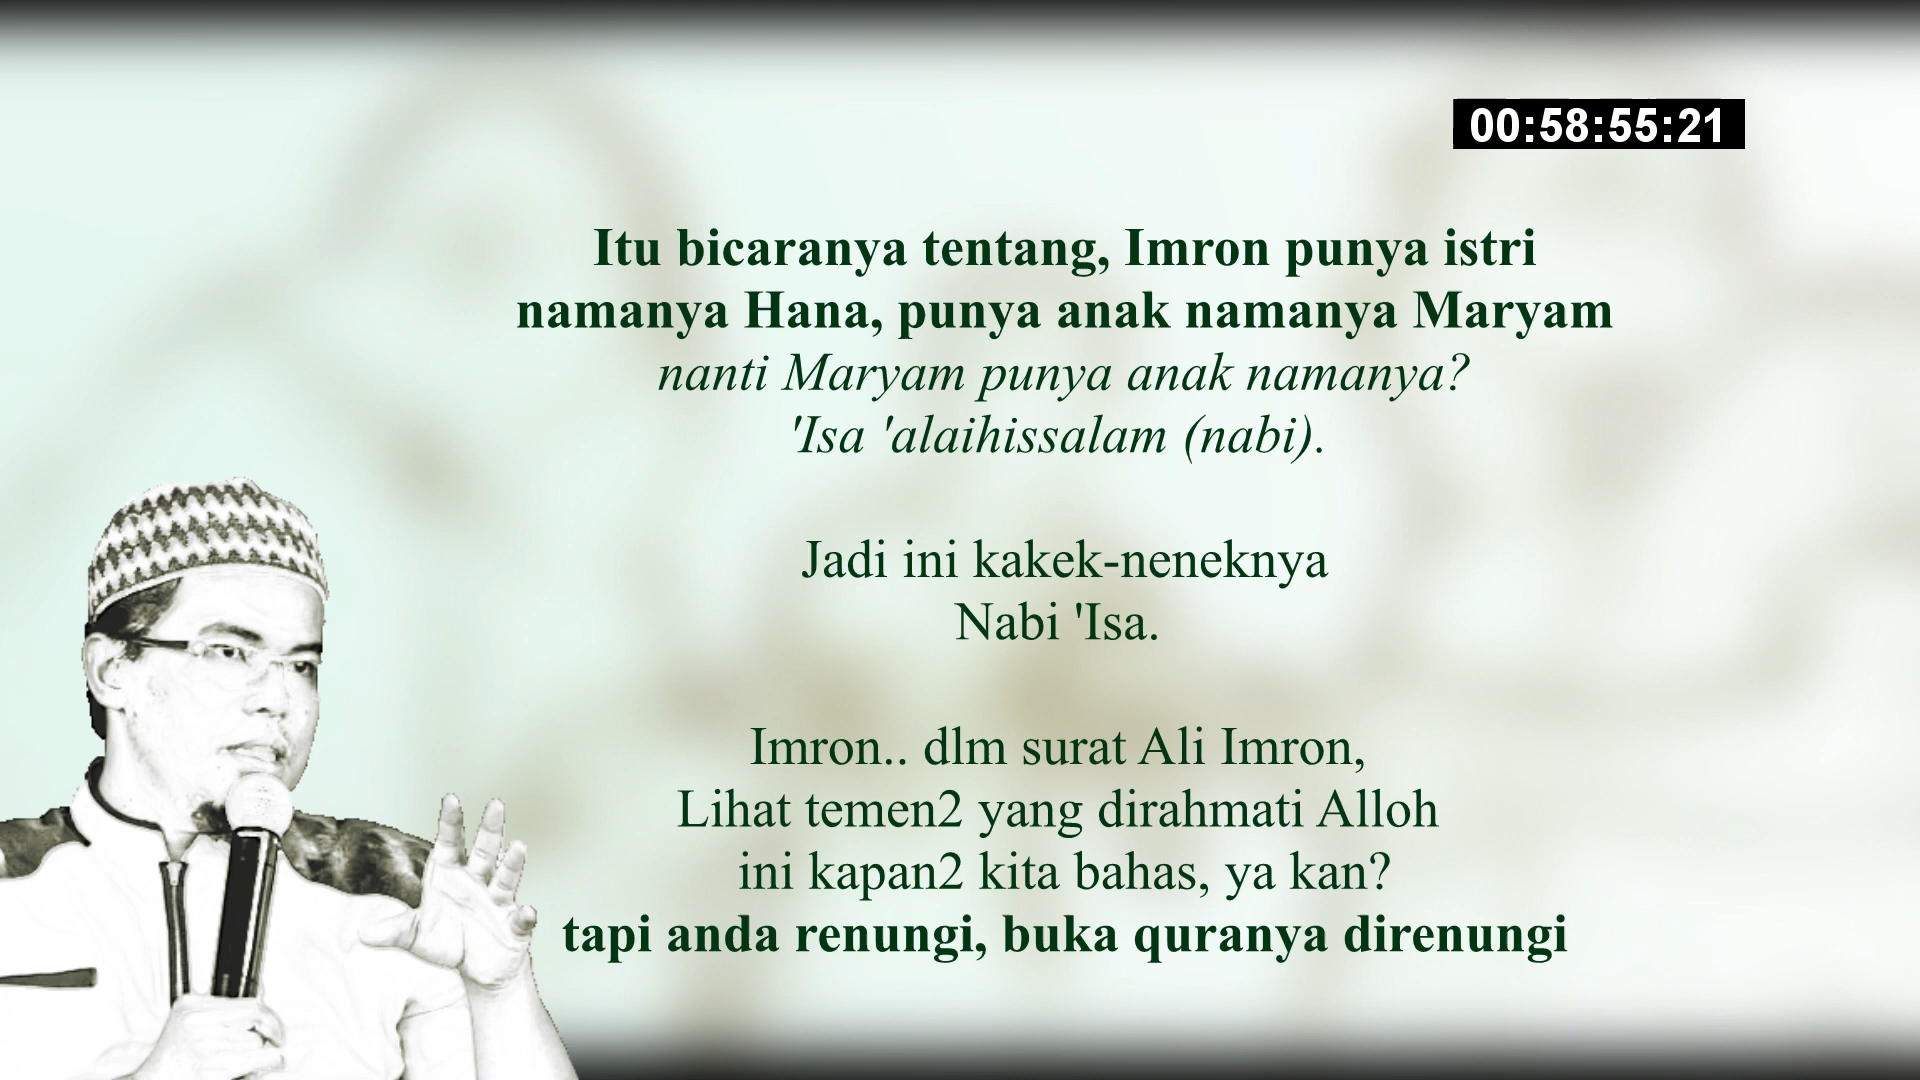 00:58:55:21
Itu bicaranya tentang, Imron punya istri
namanya Hana, punya anak namanya Maryam
nanti Maryam punya anak namanya?
'Isa 'alaihissalam (nabi).
Jadi ini kakek-neneknya
Nabi 'Isa.
Imron.. dlm surat Ali Imron,
Lihat temen2 yang dirahmati Alloh
ini kapan2 kita bahas, ya kan?
tapi anda renungi, buka quranya direnungi